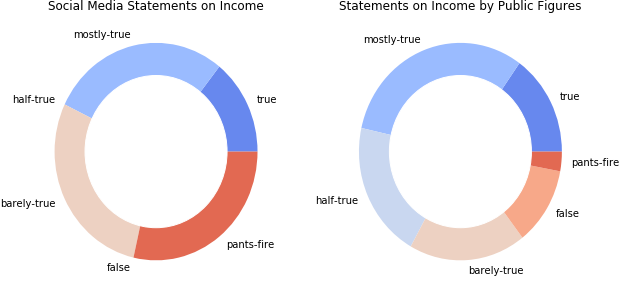 Social Media Statements on Income
mostly-true
true
half-true
barely-true
false
pants-fire
Statements on Income by Public Figures
mostly-true
true
pants-fire
half-true
false
barely-true